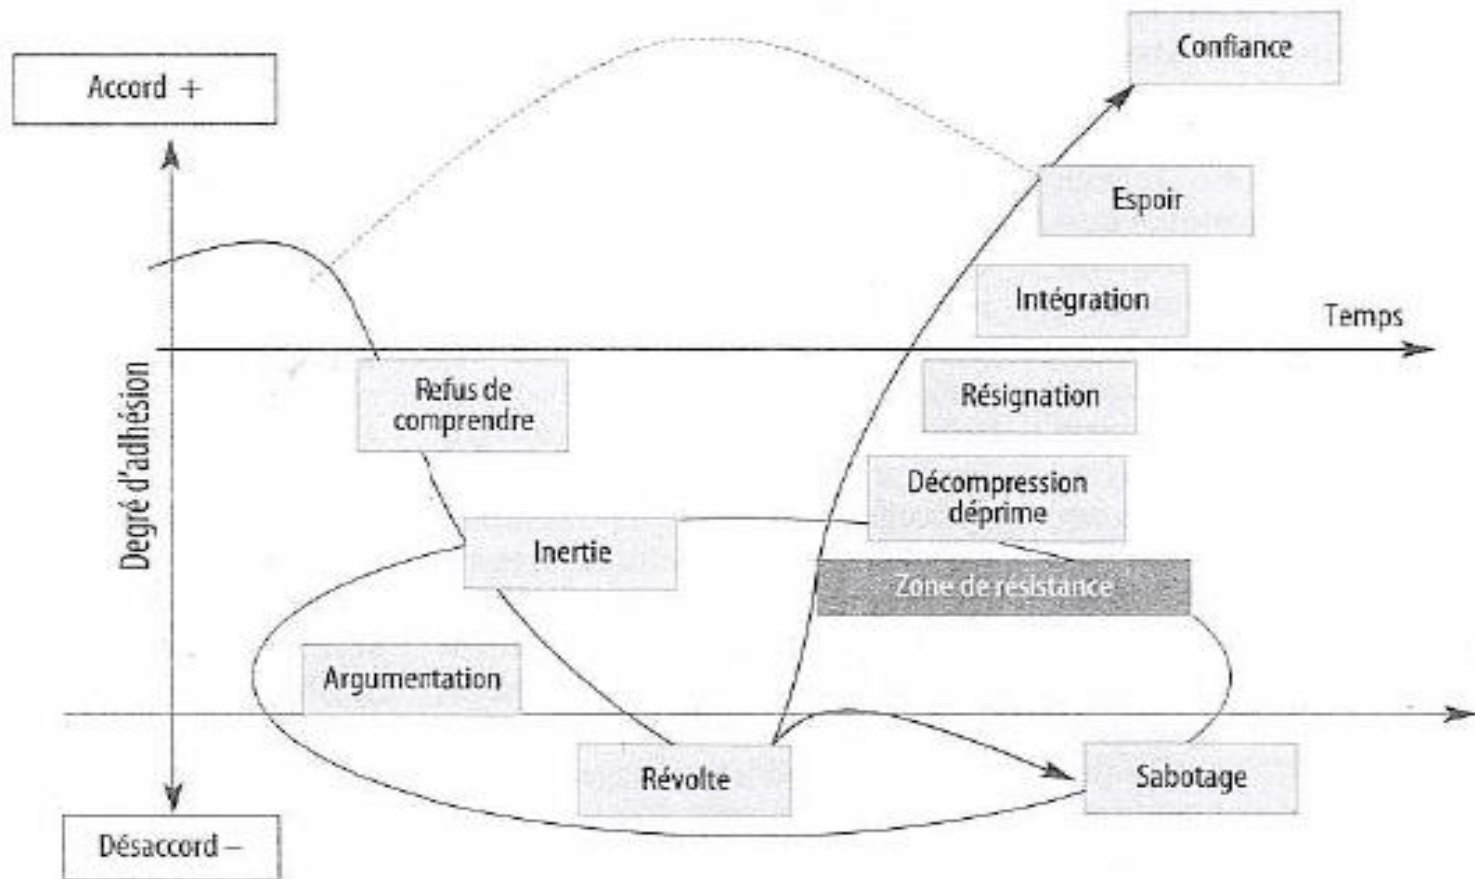 Confiance
Accord +
Espoir
Intégration
Temps
Refus de
comprendre
Résignation
Degré d'adhésion
Décompression
déprime
Inertie
Zone de résistance
Argumentation
Révolte
Sabotage
Désaccord –